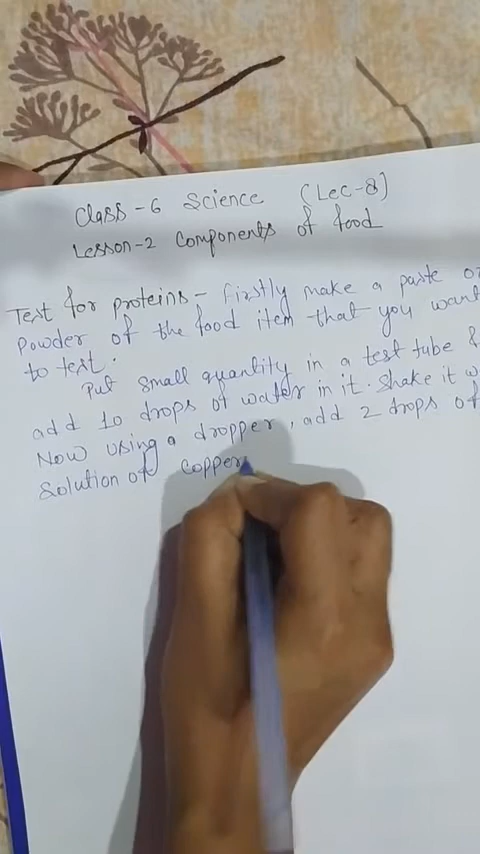 Class-6 Science (Lec-8)
Lesson-2 Components of food
Test for proteins - Firstly make a paste or
powder of the food item that you want
to test.
Put small quantity in a test tube &
add 10 drops of water in it. Shake it
Now using a dropper, add 2 drops of
Solution of Copper